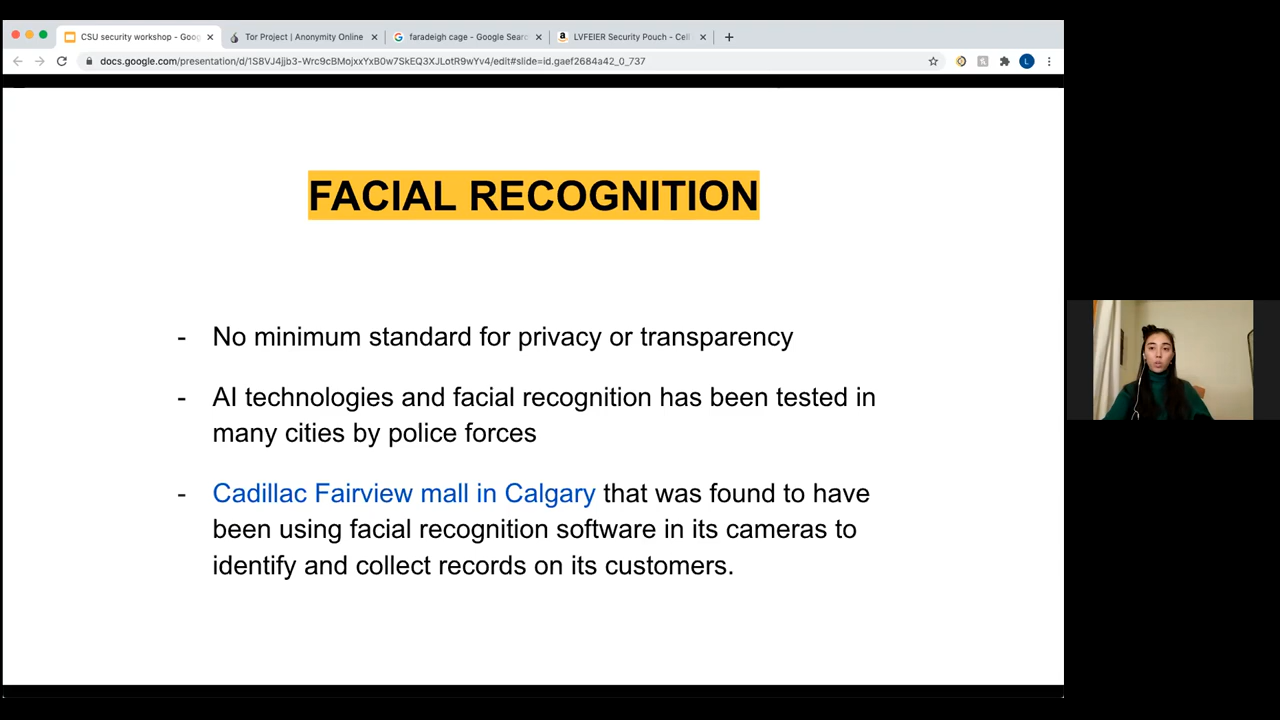 CSU security workshop - Goog
Tor Project | Anonymity Online
faradeigh cage - Google Searc
LVFEIER Security Pouch - Cell
docs.google.com/presentation/d/1SBVJ4jjb3-Wrc9cBMojxxYxB0w7SkEQ3XJLotR9wYv4/edit#slide=id.gaef2684a42_0_737
L
FACIAL RECOGNITION
- No minimum standard for privacy or transparency
- AI technologies and facial recognition has been tested in
many cities by police forces
- Cadillac Fairview mall in Calgary that was found to have
been using facial recognition software in its cameras to
identify and collect records on its customers.